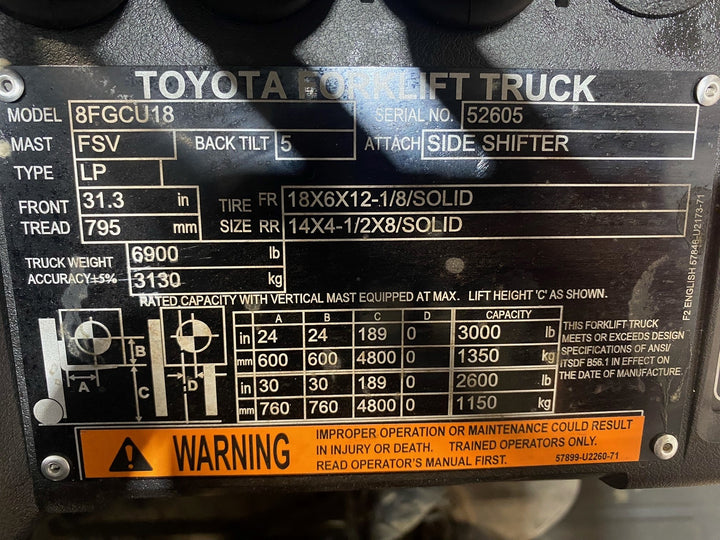 TOYOTA FORKLIFT TRUCK
MODEL 8FGCU18 SERIAL NO. 52605
MAST FSV BACK TILT 5 ATTACH SIDE SHIFTER
TYPE LP
FRONT TREAD 31.3 in TIRE SIZE FR 18X6X12-1/8/SOLID
795 mm RR 14X4-1/2X8/SOLID
TRUCK WEIGHT 6900 lb
ACCURACY±5% 3130 kg
RATED CAPACITY WITH VERTICAL MAST EQUIPPED AT MAX. LIFT HEIGHT 'C' AS SHOWN.
A B C D CAPACITY
in 24 24 189 0 3000 lb
mm 600 600 4800 0 1350 kg
in 30 30 189 0 2600 lb
mm 760 760 4800 0 1150 kg
A B C D
THIS FORKLIFT TRUCK
MEETS OR EXCEEDS DESIGN
SPECIFICATIONS OF ANSI/
ITSDF B56.1 IN EFFECT ON
THE DATE OF MANUFACTURE.
F2 ENGLISH 57846-U2173-71
WARNING
IMPROPER OPERATION OR MAINTENANCE COULD RESULT
IN INJURY OR DEATH. TRAINED OPERATORS ONLY.
READ OPERATOR'S MANUAL FIRST. 57899-U2260-71